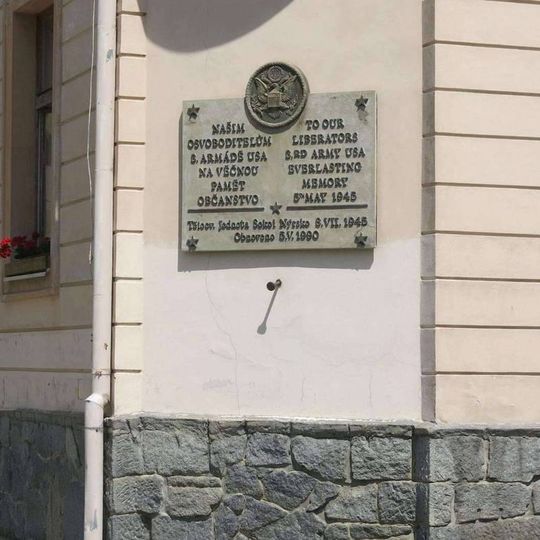 NAŠIM
OSVOBODITELŮM
3. ARMÁDĚ USA
NA VĚČNOU
PAMĚT
OBČANSTVO
TO OUR
LIBERATORS
3.RD ARMY USA
EVERLASTING
MEMORY
5TH MAY 1945
Tělocv. Jednota Sokol Nýrsko 8. VII. 1945
Obnoveno 5.V. 1990